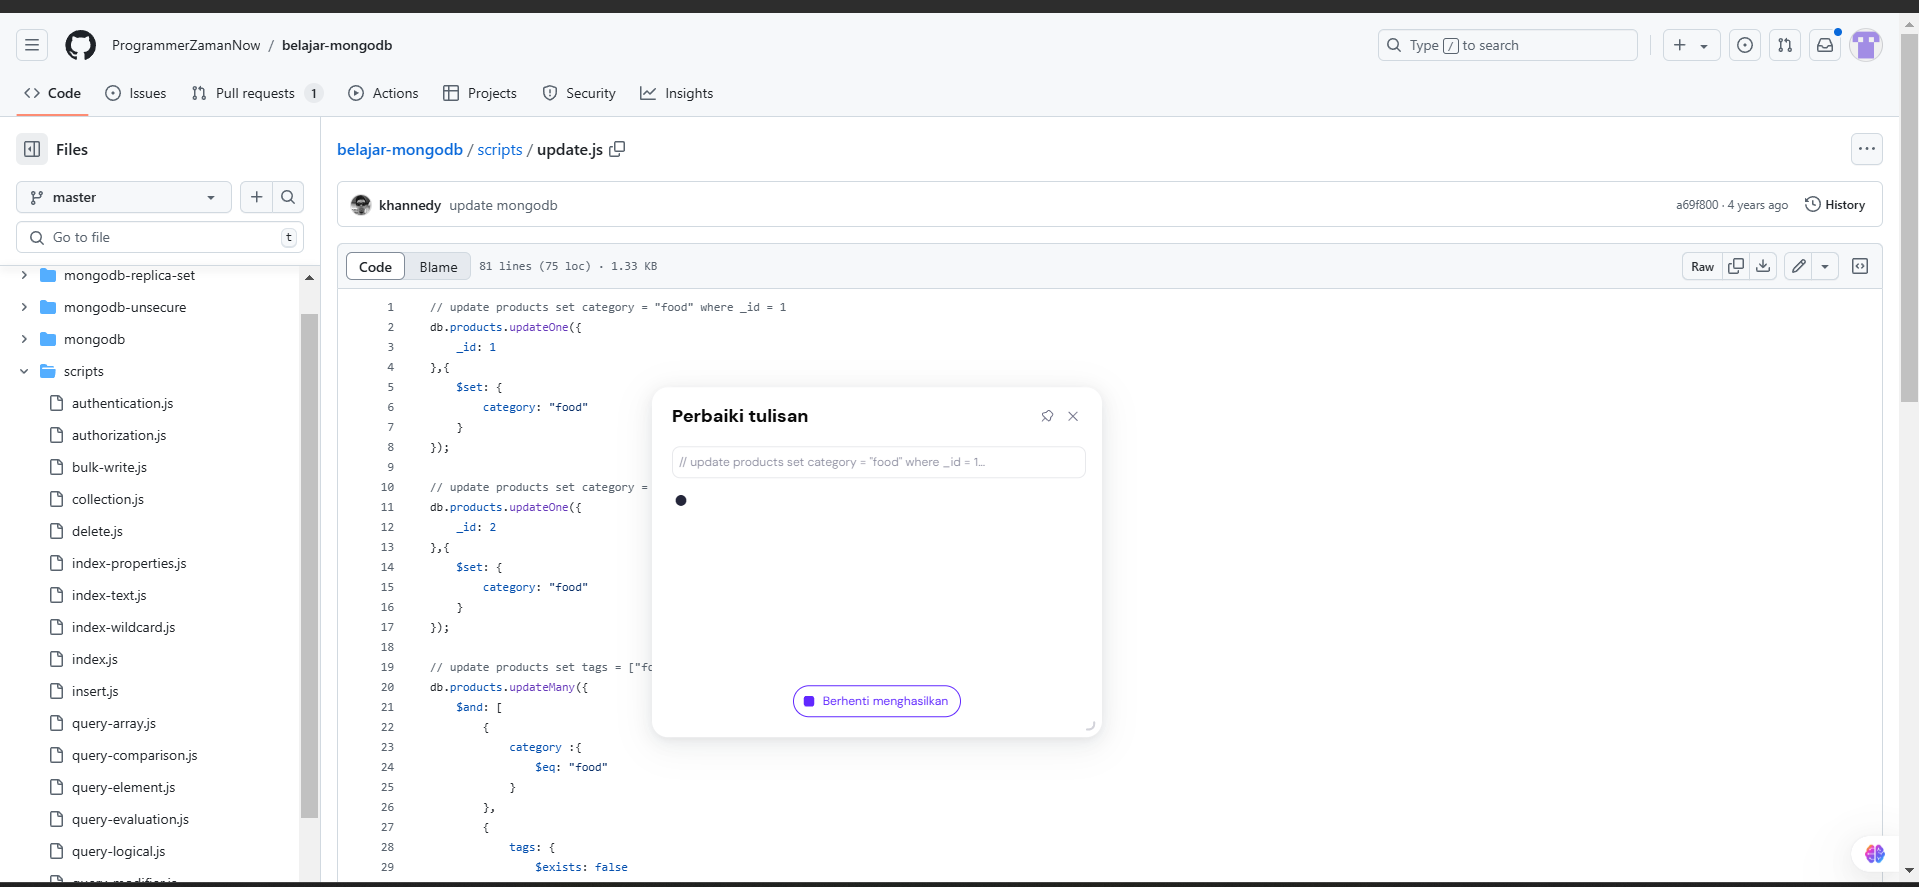 ProgrammerZamanNow / belajar-mongodb
Type / to search
Code
Issues
Pull requests 1
Actions
Projects
Security
Insights
Files
master
Go to file
t
mongodb-replica-set
mongodb-unsecure
mongodb
scripts
authentication.js
authorization.js
bulk-write.js
collection.js
delete.js
index-properties.js
index-text.js
index-wildcard.js
index.js
insert.js
query-array.js
query-comparison.js
query-element.js
query-evaluation.js
query-logical.js
belajar-mongodb / scripts / update.js
khannedy update mongodb
a69f800 · 4 years ago
History
Code
Blame
81 lines (75 loc) · 1.33 KB
Raw
1 // update products set category = "food" where _id = 1
2 db.products.updateOne({
3 _id: 1
4 },{
5 $set: {
6 category: "food"
7 }
8 });
9
10 // update products set category =
11 db.products.updateOne({
12 _id: 2
13 },{
14 $set: {
15 category: "food"
16 }
17 });
18
19 // update products set tags = ["fo
20 db.products.updateMany({
21 $and: [
22 {
23 category :{
24 $eq: "food"
25 }
26 },
27 {
28 tags: {
29 $exists: false
Perbaiki tulisan
// update products set category = "food" where _id = 1...
Berhenti menghasilkan